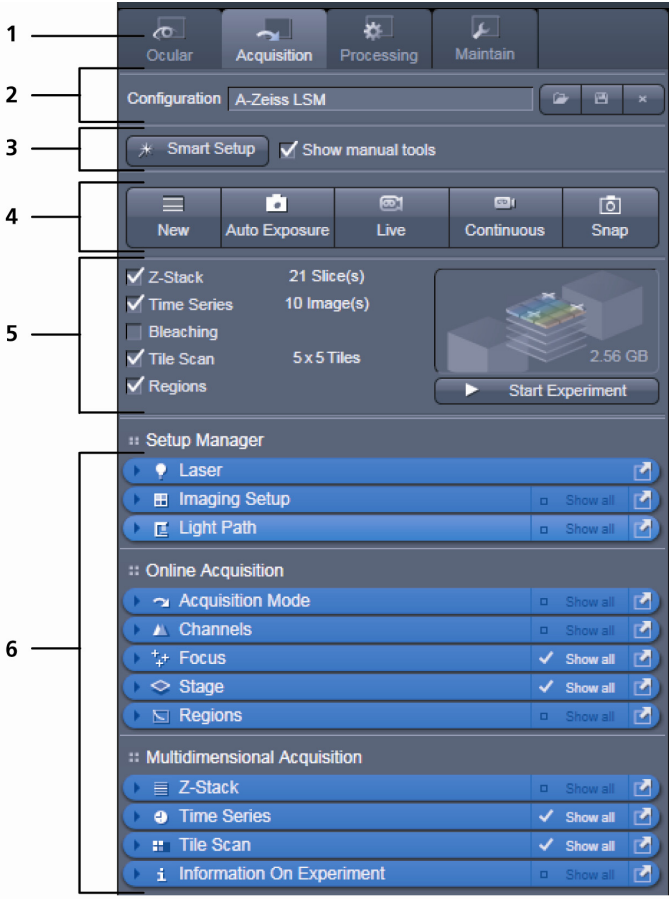 1
Ocular Acquisition Processing Maintain
2
Configuration A-Zeiss LSM
3
Smart Setup Show manual tools
4
New Auto Exposure Live Continuous Snap
5
Z-Stack 21 Slice(s)
Time Series 10 Image(s)
Bleaching
Tile Scan 5 x 5 Tiles
2.56 GB
Regions
Start Experiment
Setup Manager
Laser
Imaging Setup Show all
Light Path Show all
Online Acquisition
Acquisition Mode Show all
Channels Show all
6
Focus Show all
Stage Show all
Regions Show all
Multidimensional Acquisition
Z-Stack Show all
Time Series Show all
Tile Scan Show all
Information On Experiment Show all